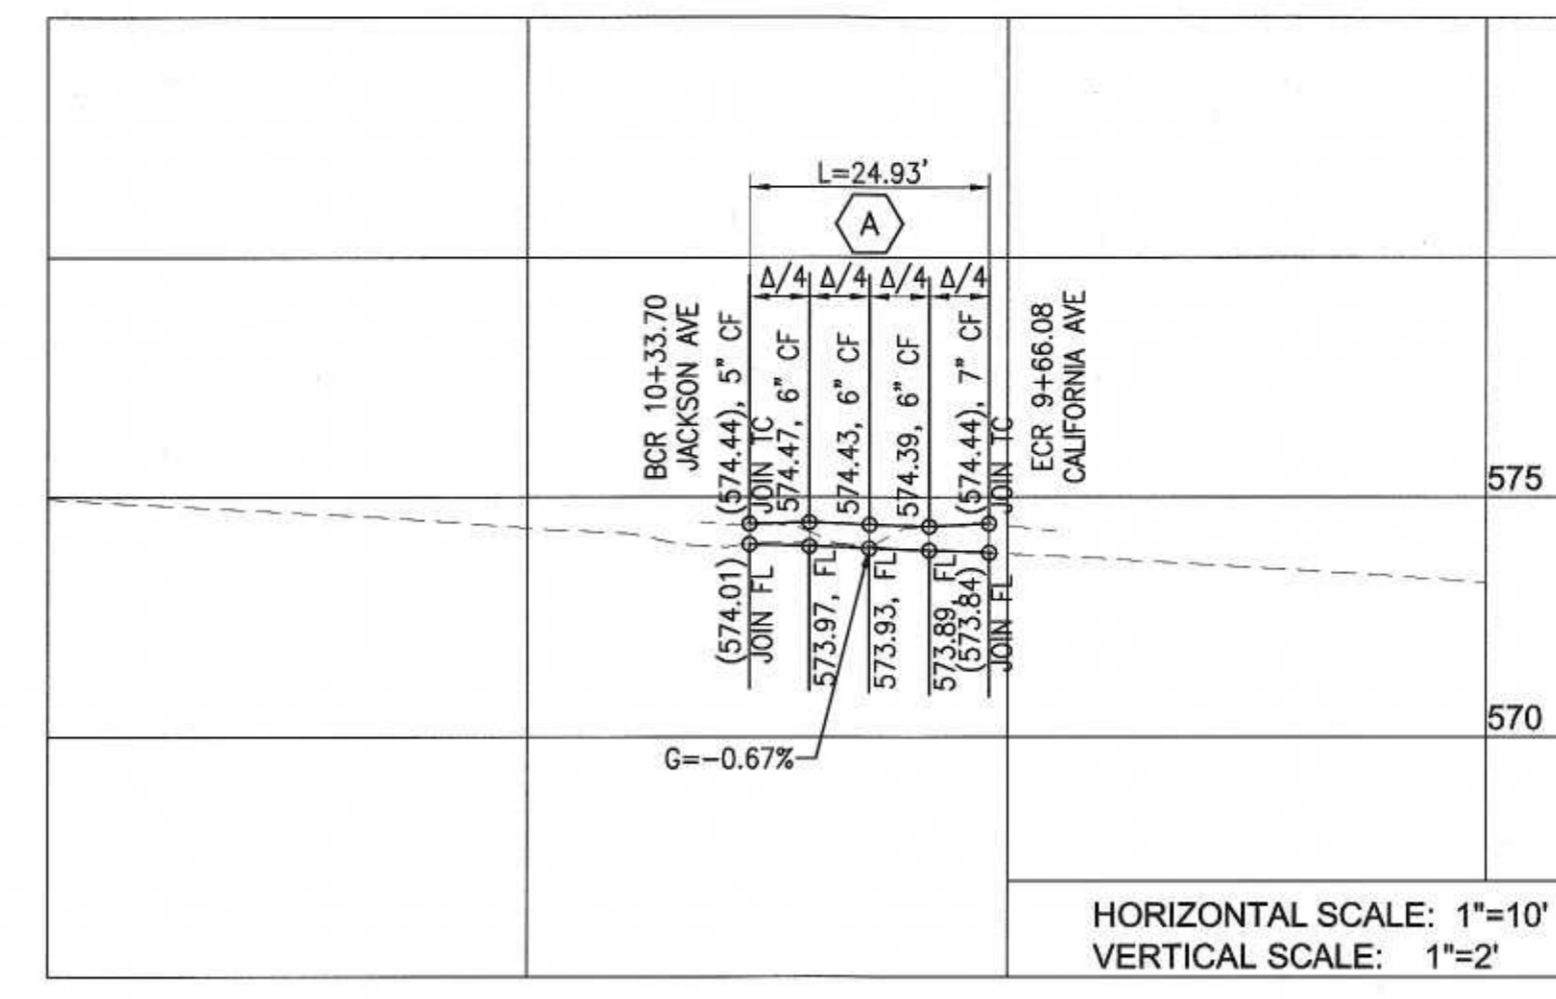 L=24.93'
A
Δ/4 Δ/4 Δ/4 Δ/4
BCR 10+33.70
JACKSON AVE
(574.44), 5" CF
JOIN TC
574.47, 6" CF
574.43, 6" CF
574.39, 6" CF
(574.44), 7" CF
JOIN TC
ECR 9+66.08
CALIFORNIA AVE
575
(574.01)
JOIN FL
573.97, FL
573.93, FL
573.89, FL
(573.84)
JOIN FL
570
G=-0.67%
HORIZONTAL SCALE: 1"=10'
VERTICAL SCALE: 1"=2'